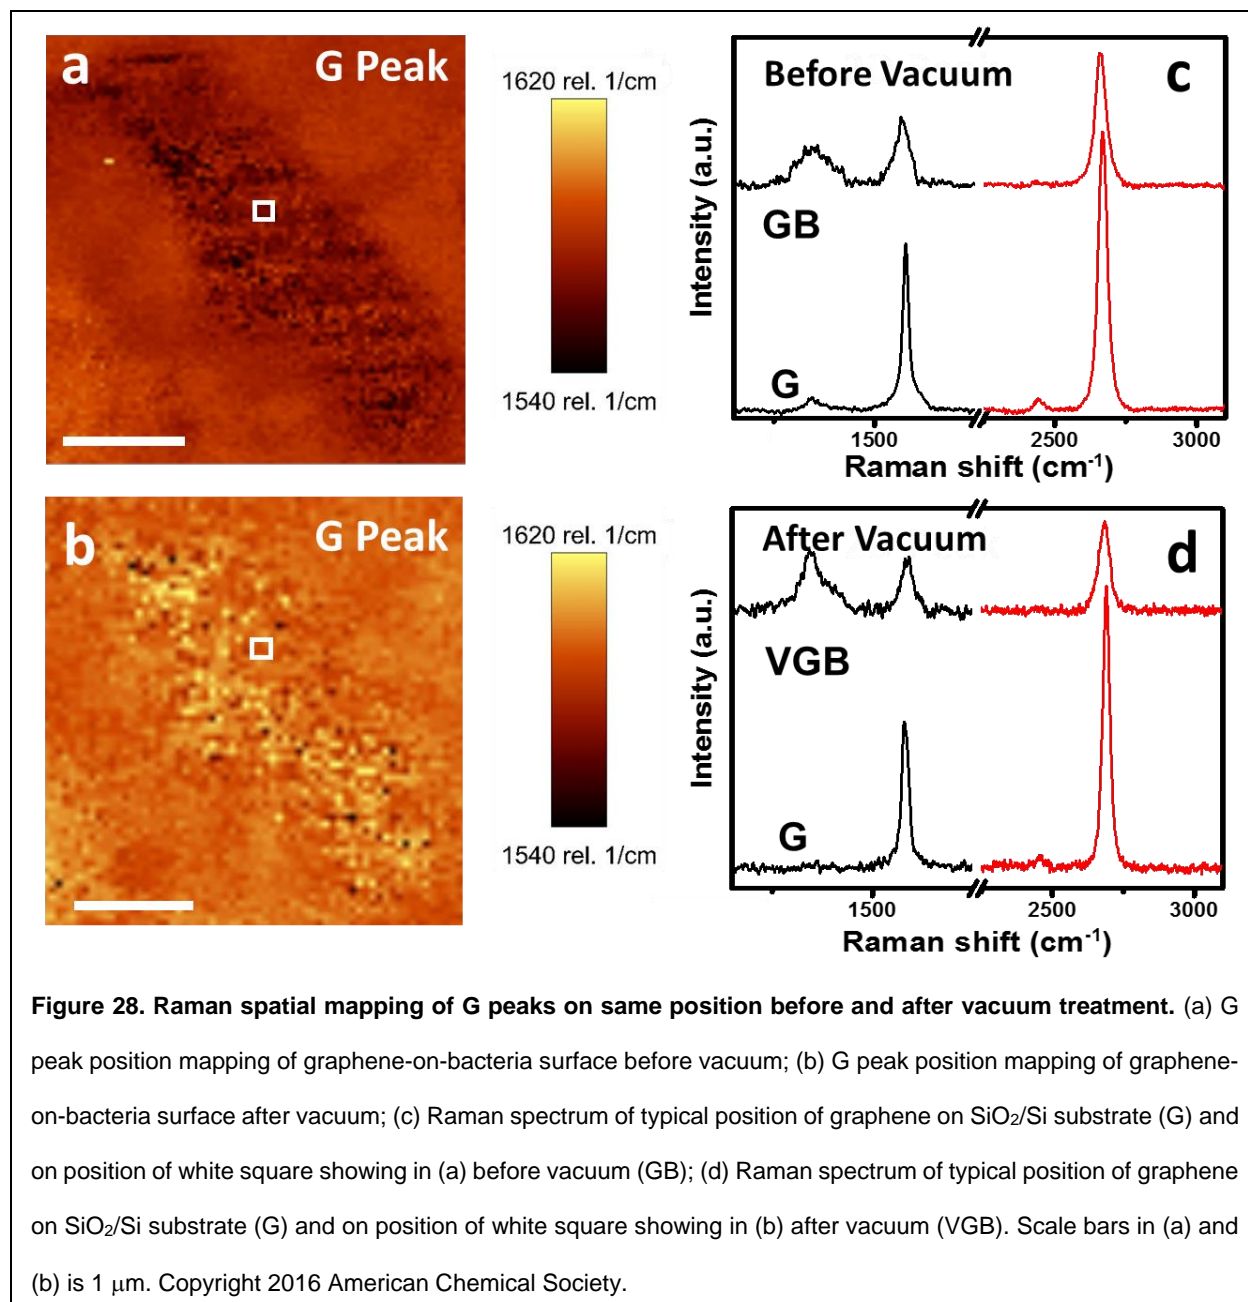 a
G Peak
1620 rel. 1/cm
1540 rel. 1/cm
Before Vacuum
c
GB
G
Intensity (a.u.)
1500
2500
3000
Raman shift (cm⁻¹)
b
G Peak
1620 rel. 1/cm
1540 rel. 1/cm
After Vacuum
d
VGB
G
Intensity (a.u.)
1500
2500
3000
Raman shift (cm⁻¹)
Figure 28. Raman spatial mapping of G peaks on same position before and after vacuum treatment. (a) G
peak position mapping of graphene-on-bacteria surface before vacuum; (b) G peak position mapping of graphene-
on-bacteria surface after vacuum; (c) Raman spectrum of typical position of graphene on SiO₂/Si substrate (G) and
on position of white square showing in (a) before vacuum (GB); (d) Raman spectrum of typical position of graphene
on SiO₂/Si substrate (G) and on position of white square showing in (b) after vacuum (VGB). Scale bars in (a) and
(b) is 1 μm. Copyright 2016 American Chemical Society.